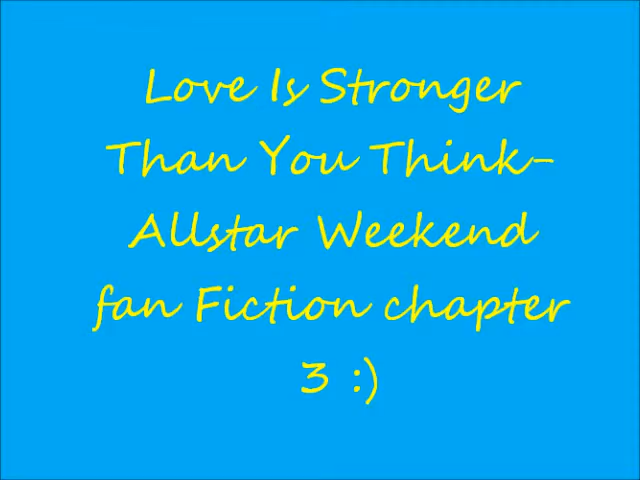 Love Is Stronger
Than You Think-
Allstar Weekend
fan Fiction chapter
3 :)